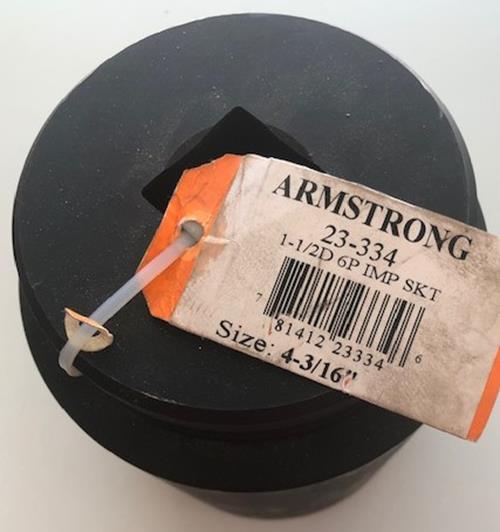 ARMSTRONG
23-334
1-1/2D 6P IMP SKT
7 81412 23334 6
Size: 4-3/16"